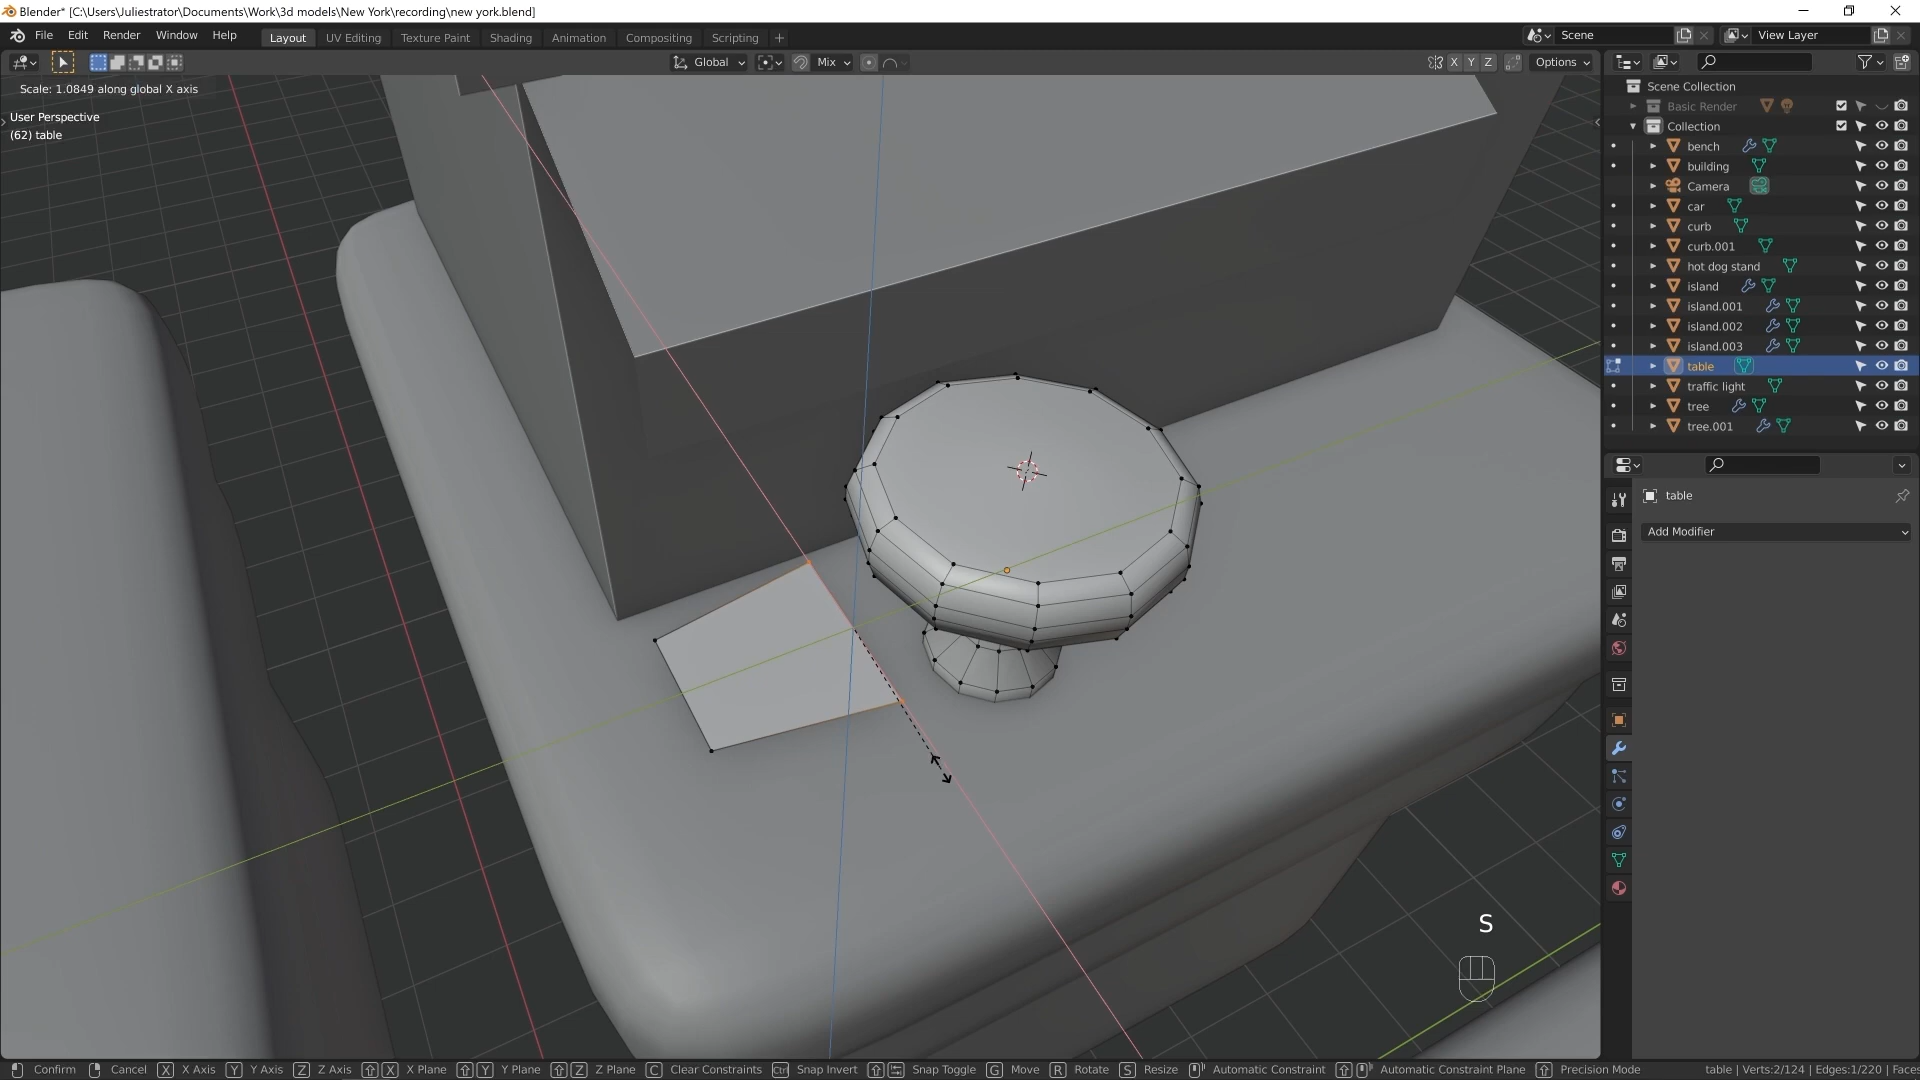 Blender* [C:\Users\Juliestrator\Documents\Work\3d models\New York\recording\new york.blend]
File Edit Render Window Help Layout UV Editing Texture Paint Shading Animation Compositing Scripting + Scene View Layer
Global Mix X Y Z Options
Scale: 1.0849 along global X axis
User Perspective
(62) table
Scene Collection
Basic Render
Collection
bench
building
Camera
car
curb
curb.001
hot dog stand
island
island.001
island.002
island.003
table
traffic light
tree
tree.001
table
Add Modifier
S
Confirm Cancel X X Axis Y Y Axis Z Z Axis X X Plane Y Y Plane Z Z Plane C Clear Constraints Ctrl Snap Invert Snap Toggle G Move R Rotate S Resize Automatic Constraint Automatic Constraint Plane Precision Mode table | Verts:2/124 | Edges:1/220 | Faces